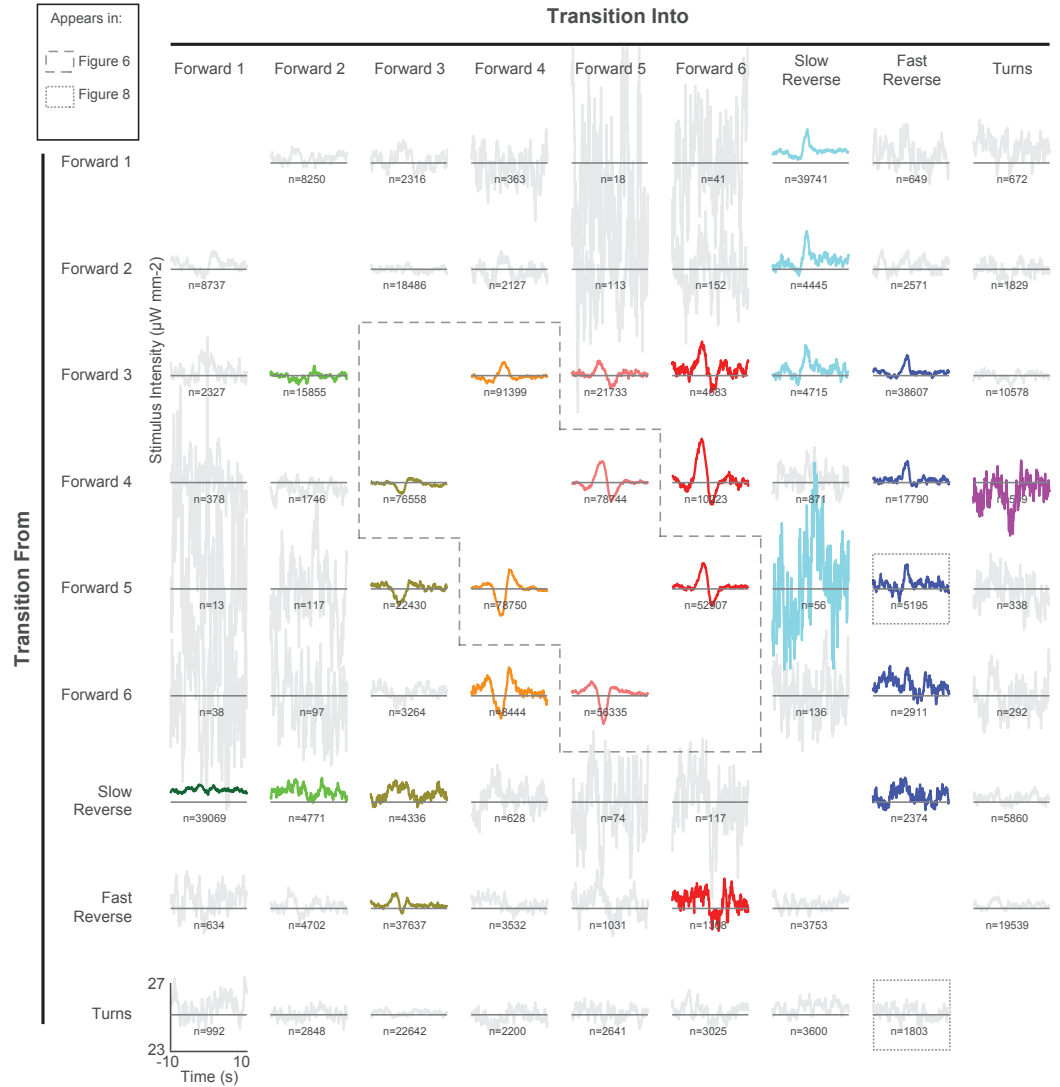 Appears in:
Figure 6
Figure 8
Transition Into
Forward 1 Forward 2 Forward 3 Forward 4 Forward 5 Forward 6 Slow Reverse Fast Reverse Turns
Transition From
Stimulus Intensity (μW mm-2)
Forward 1
n=8250 n=2316 n=363 n=18 n=41 n=39741 n=649 n=672
Forward 2
n=8737 n=18486 n=2127 n=113 n=152 n=4445 n=2571 n=1829
Forward 3
n=2327 n=15855 n=91399 n=21733 n=4683 n=4715 n=38607 n=10578
Forward 4
n=378 n=1746 n=76558 n=78744 n=10223 n=871 n=17790
Forward 5
n=13 n=117 n=22430 n=78750 n=52907 n=56 n=5195 n=338
Forward 6
n=38 n=97 n=3264 n=8444 n=56335 n=136 n=2911 n=292
Slow
Reverse
n=39069 n=4771 n=4336 n=628 n=74 n=117 n=2374 n=5860
Fast
Reverse
n=634 n=4702 n=37637 n=3532 n=1031 n=3753 n=19539
Turns
n=992 n=2848 n=22642 n=2200 n=2641 n=3025 n=3600 n=1803
27
23
-10 10
Time (s)